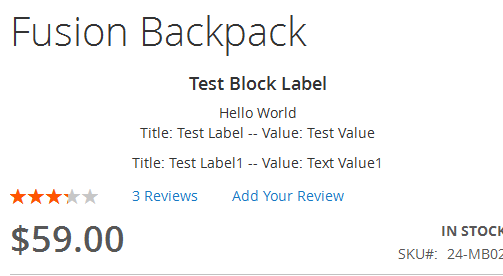 Fusion Backpack
Test Block Label
Hello World
Title: Test Label -- Value: Test Value
Title: Test Label1 -- Value: Text Value1
3 Reviews Add Your Review
$59.00
IN STOCK
SKU#: 24-MB02